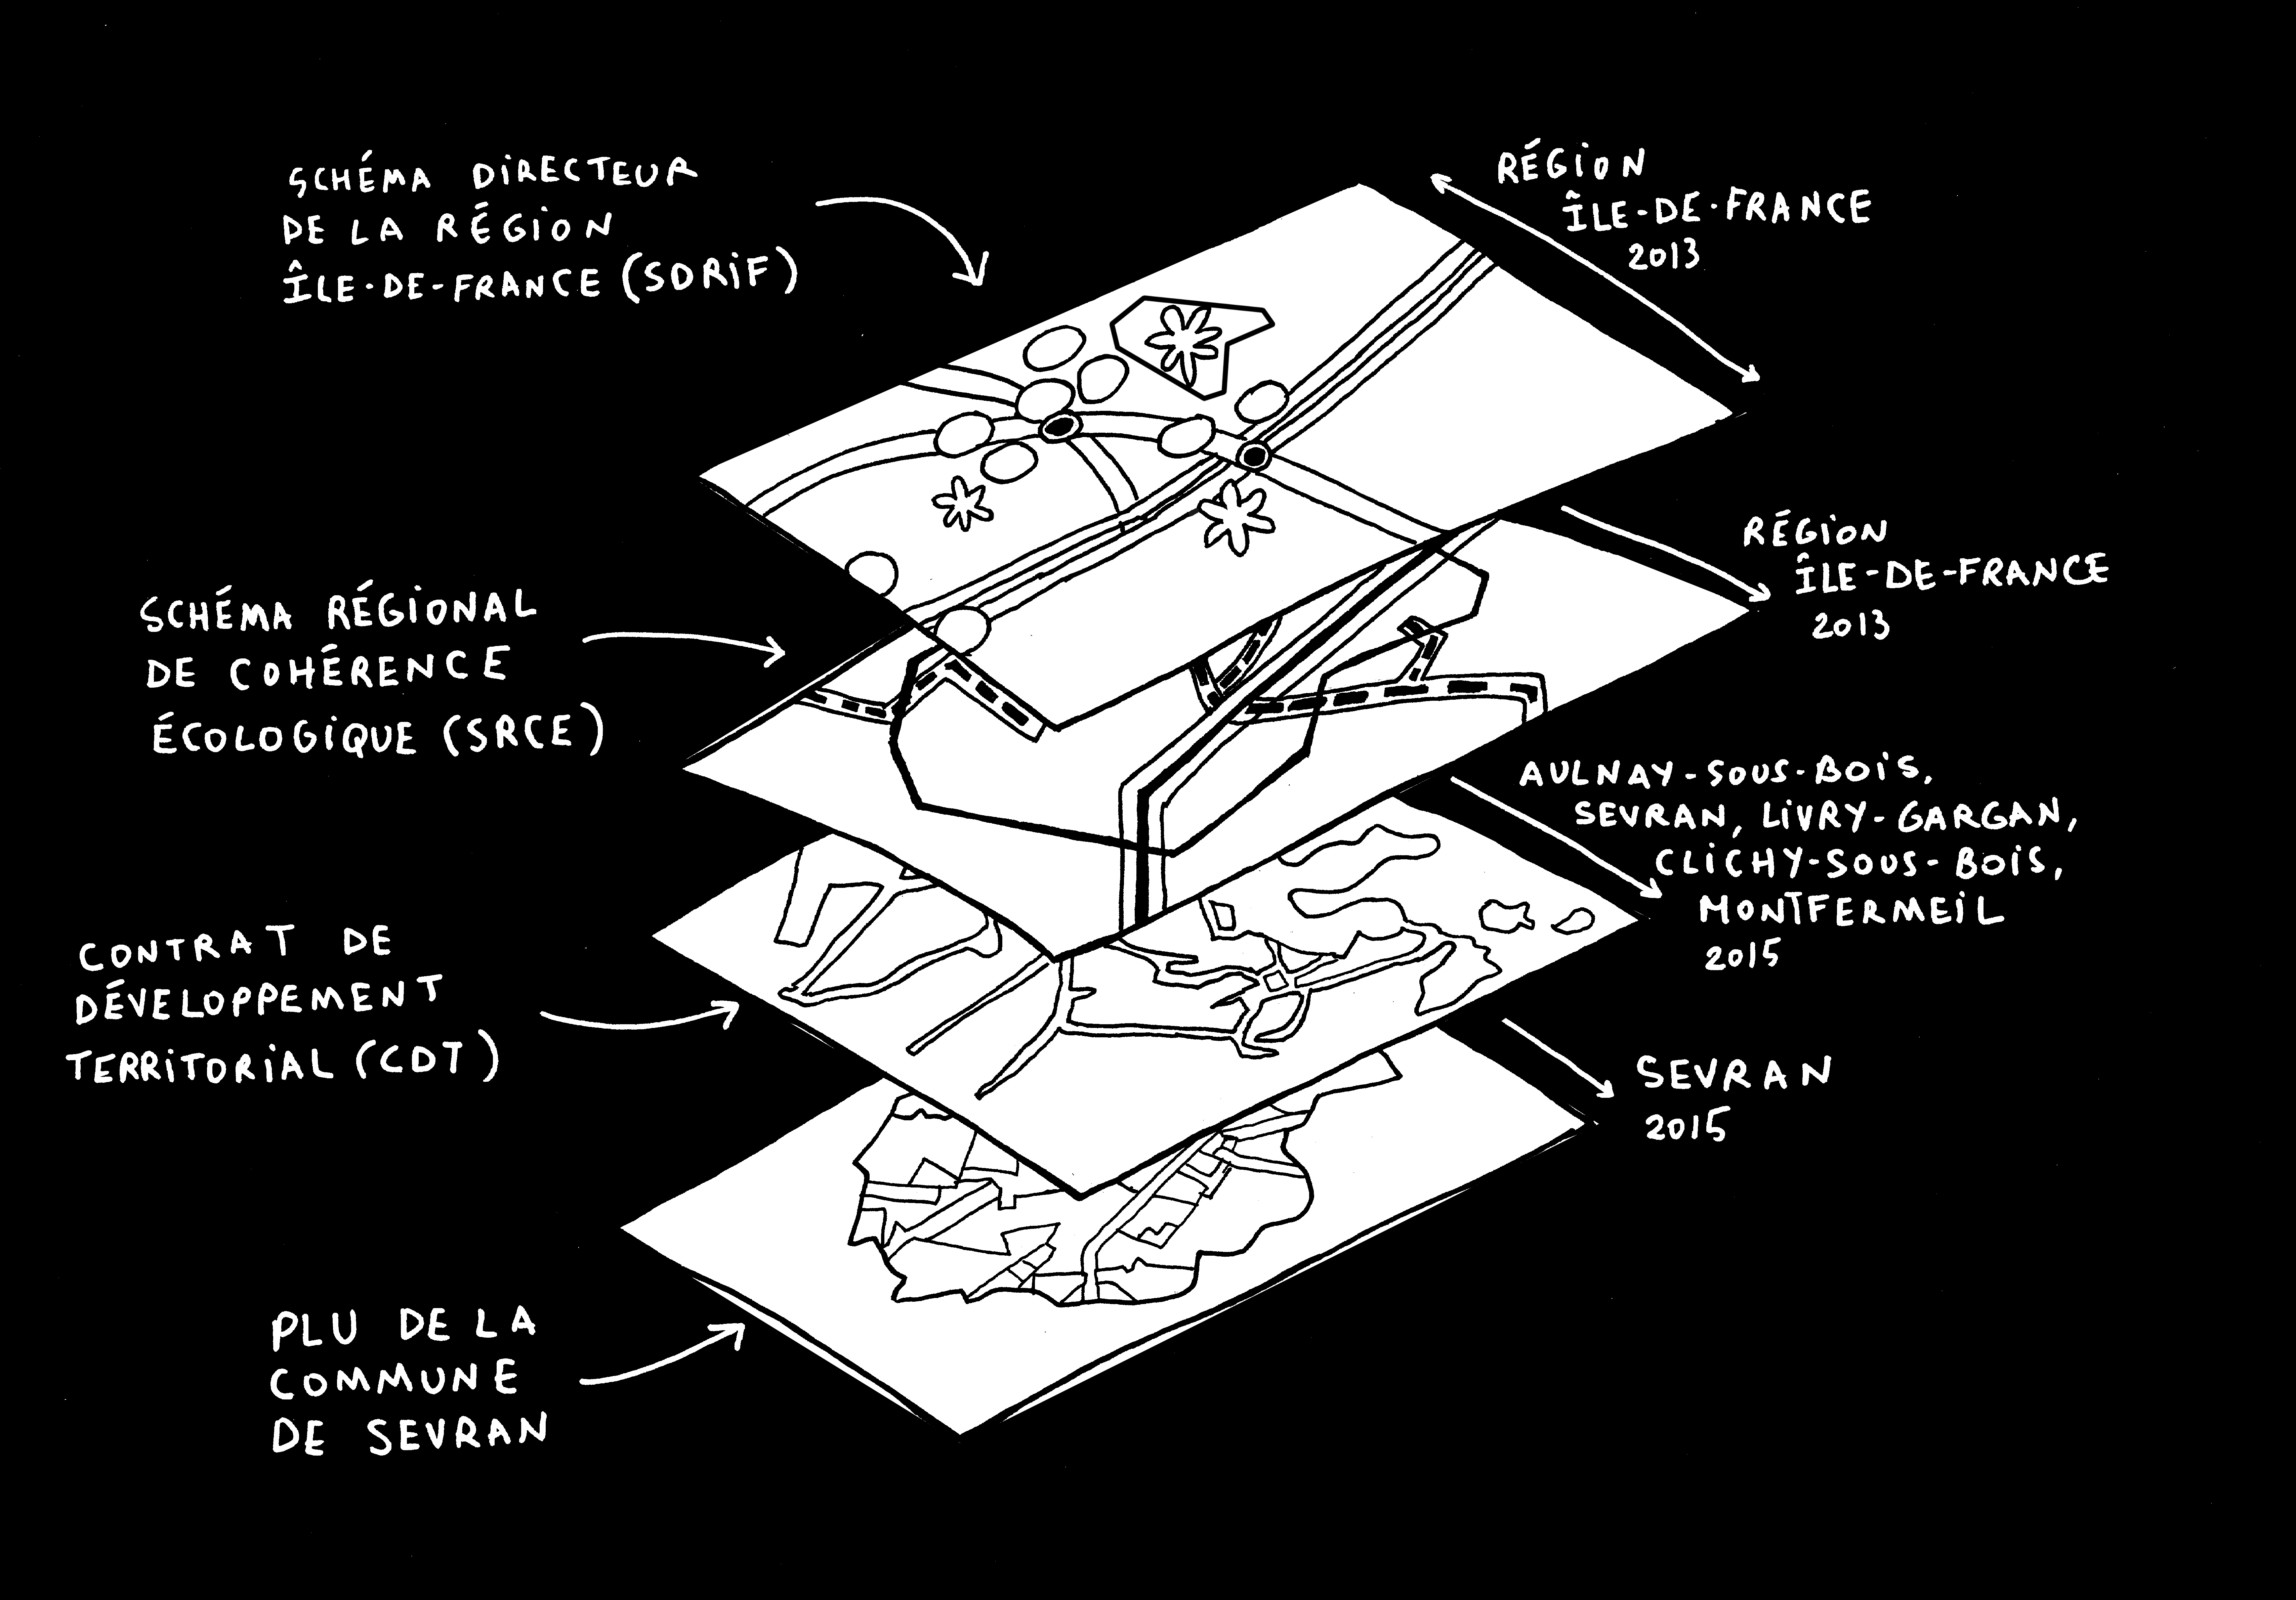 SCHÉMA DIRECTEUR
DE LA RÉGION
ÎLE-DE-FRANCE (SDRIF)
RÉGION
ÎLE-DE-FRANCE
2013
SCHÉMA RÉGIONAL
DE COHÉRENCE
ÉCOLOGIQUE (SRCE)
RÉGION
ÎLE-DE-FRANCE
2013
CONTRAT DE
DÉVELOPPEMENT
TERRITORIAL (CDT)
AULNAY-SOUS-BOIS,
SEVRAN, LIVRY-GARGAN,
CLICHY-SOUS-BOIS,
MONTFERMEIL
2015
PLU DE LA
COMMUNE
DE SEVRAN
SEVRAN
2015